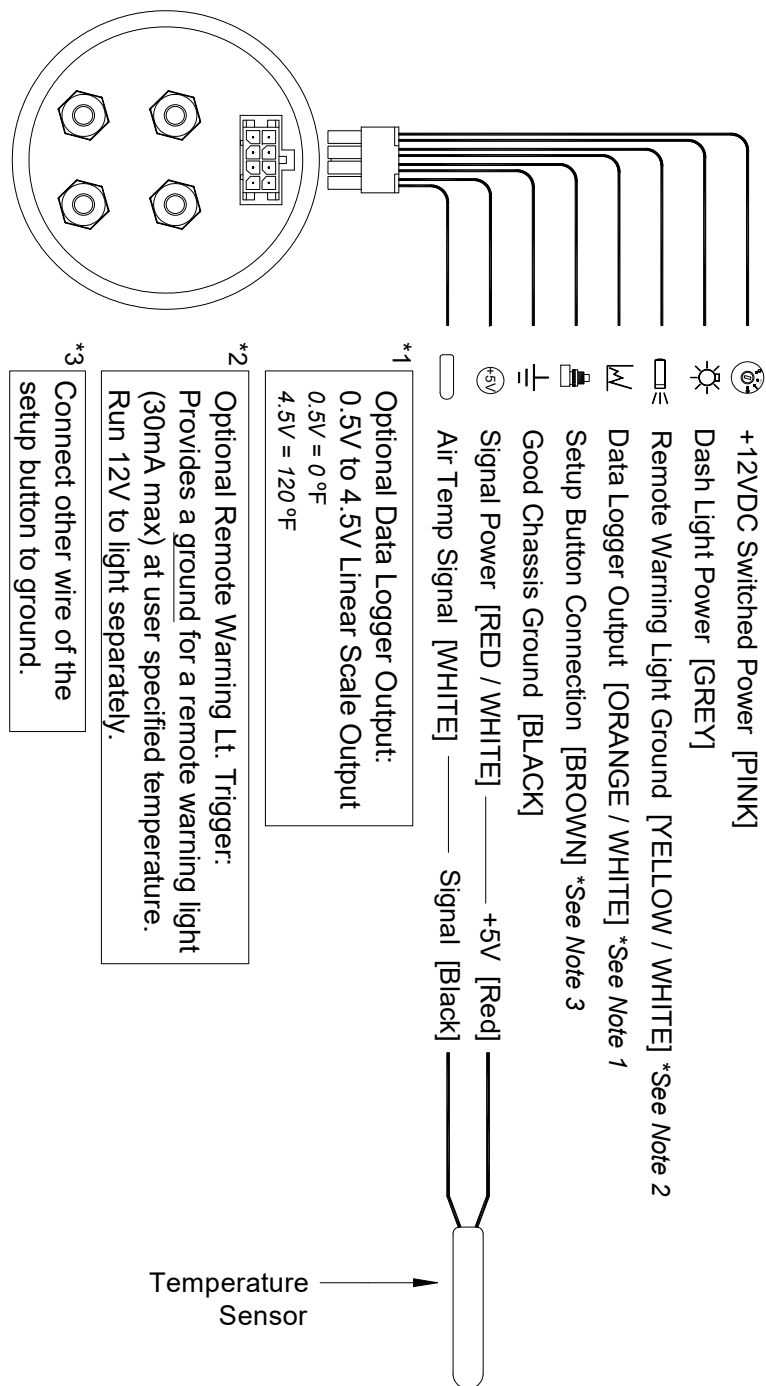 +12VDC Switched Power [PINK]
Dash Light Power [GREY]
Remote Warning Light Ground [YELLOW / WHITE] *See Note 2
Data Logger Output [ORANGE / WHITE] *See Note 1
Setup Button Connection [BROWN] *See Note 3
Good Chassis Ground [BLACK]
+5V
Signal Power [RED / WHITE] +5V [Red]
Air Temp Signal [WHITE] Signal [Black]
*1
Optional Data Logger Output:
0.5V to 4.5V Linear Scale Output
0.5V = 0 °F
4.5V = 120 °F
*2
Optional Remote Warning Lt. Trigger:
Provides a ground for a remote warning light
(30mA max) at user specified temperature.
Run 12V to light separately.
*3
Connect other wire of the
setup button to ground.
Temperature
Sensor